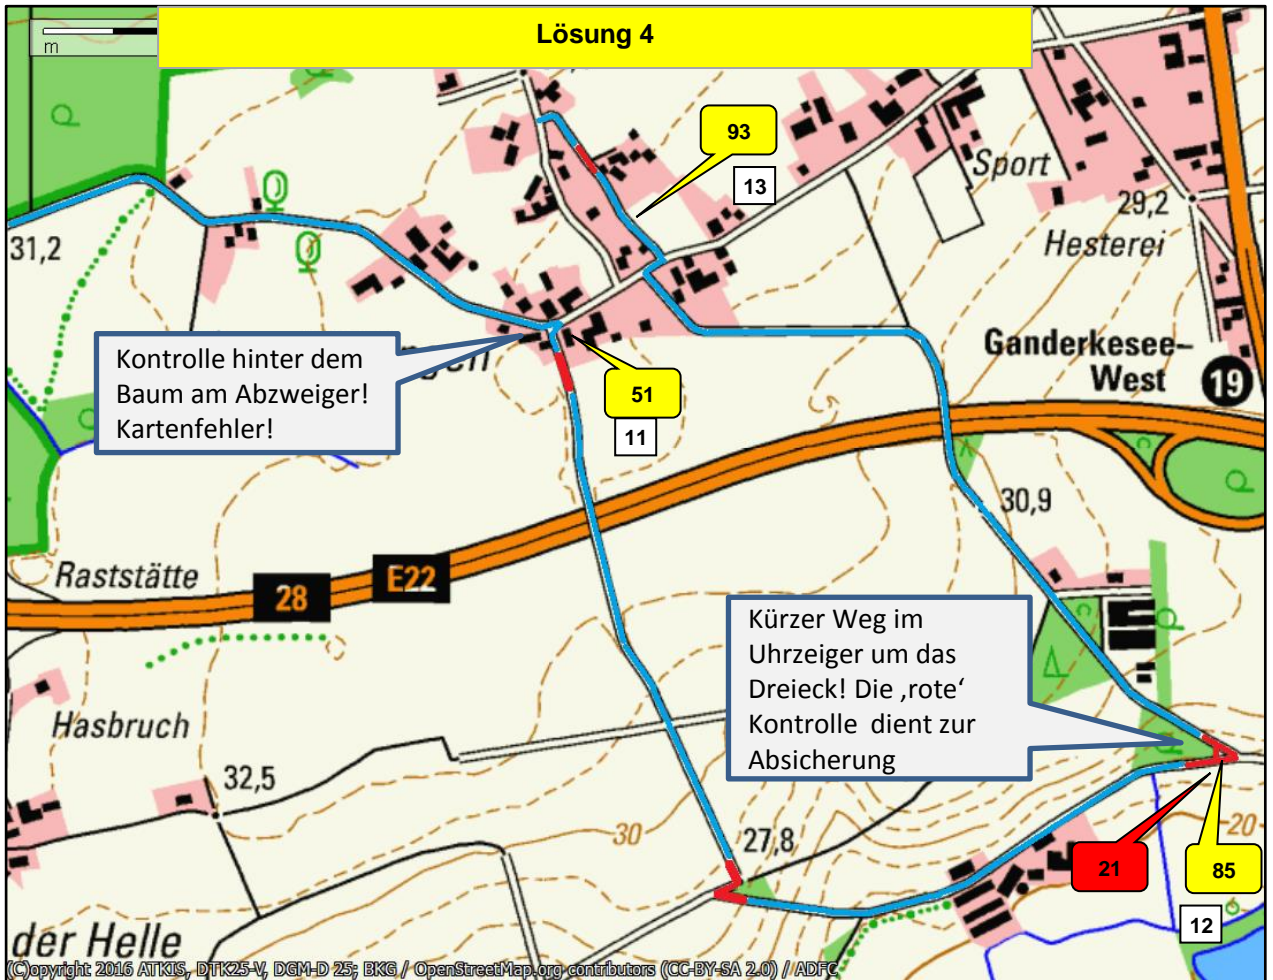 Lösung 4
m
93
13
Sport
29,2
Hesterei
31,2
Ganderkesee-
West
19
Kontrolle hinter dem
Baum am Abzweiger!
Kartenfehler!
gen
51
11
30,9
Raststätte
28
E22
Kürzer Weg im
Uhrzeiger um das
Dreieck! Die ‚rote‘
Kontrolle dient zur
Absicherung
Hasbruch
32,5
30
27,8
20
21
85
12
der Helle
(C)opyright 2016 ATKIS, DTK25-V, DGM-D 25; BKG / OpenStreetMap.org contributors (CC-BY-SA 2.0) / ADFC